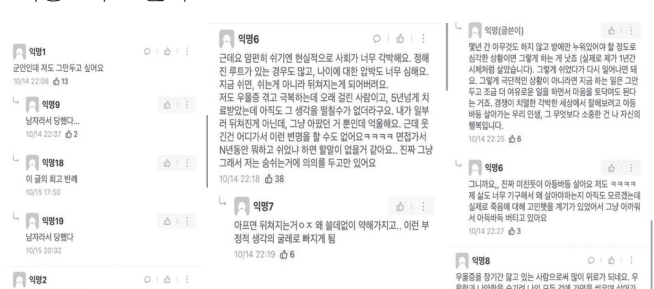 익명1
군인인데 저도 그만두고 싶어요
10/14 22:08 13
익명9
남자라서 당했다...
10/14 22:37 2
익명18
이 글의 최고 반례
10/15 17:50
익명19
남자라서 당했다
10/15 20:32
익명2
익명6
근데요 맘편히 쉬기엔 현실적으로 사회가 너무 각박해요. 정해
진 루트가 있는 경우도 많고, 나이에 대한 압박도 너무 심해요.
지금 쉬면, 쉬는게 아니라 뒤쳐지는게 되어버려요.
저도 우울증 겪고 극복하는데 오래 걸린 사람이고, 5년넘게 치
료받았는데 아직도 그 생각을 떨칠수가 없더라구요. 내가 일부
러 뒤쳐진게 아닌데, 그냥 아팠던 거 뿐인데 억울해요. 근데 웃
긴건 어디가서 이런 변명을 할 수도 없어요ㅋㅋㅋㅋ 면접가서
N년동안 뭐하고 쉬었냐 하면 할말이 없을거 같아요.. 진짜 그냥
그래서 저는 숨쉬는거에 의의를 두고만 있어요
10/14 22:18 38
익명7
아프면 뒤쳐지는거ㅇㅈ 왜 쓸데없이 약해가지고.. 이런 부
정적 생각의 굴레로 빠지게 됨
10/14 22:19 6
익명(글쓴이)
몇년 간 아무것도 하지 않고 방에만 누워있어야 할 정도로
심각한 상황이면 그렇게 하는 게 낫죠 (실제로 제가 1년간
시체처럼 살았습니다). 그렇게 쉬었다가 다시 일어나면 돼
요. 그렇게 극단적인 상황이 아니라면 지금 하는 일은 그만
두고 조금 더 여유로운 일을 하면서 마음을 토닥여도 된다
는 거죠. 경쟁이 치열한 각박한 세상에서 잘해보려고 아등
바등 살아가는 우리 인생, 그 무엇보다 소중한 건 나 자신의
행복입니다.
10/14 22:25 6
익명6
그니까요,, 진짜 미친듯이 아등바등 살아요 저도 ㅋㅋㅋㅋ
제 삶도 너무 기구해서 왜 살아야하는지 아직도 모르겠는데
실제로 죽음에 대해 고민햇을 계기가 있었어서 그냥 아까워
서 아득바득 버티고 있어요
10/14 22:27 3
익명8
우울증을 장기간 앓고 있는 사람으로써 많이 위로가 되네요. 우